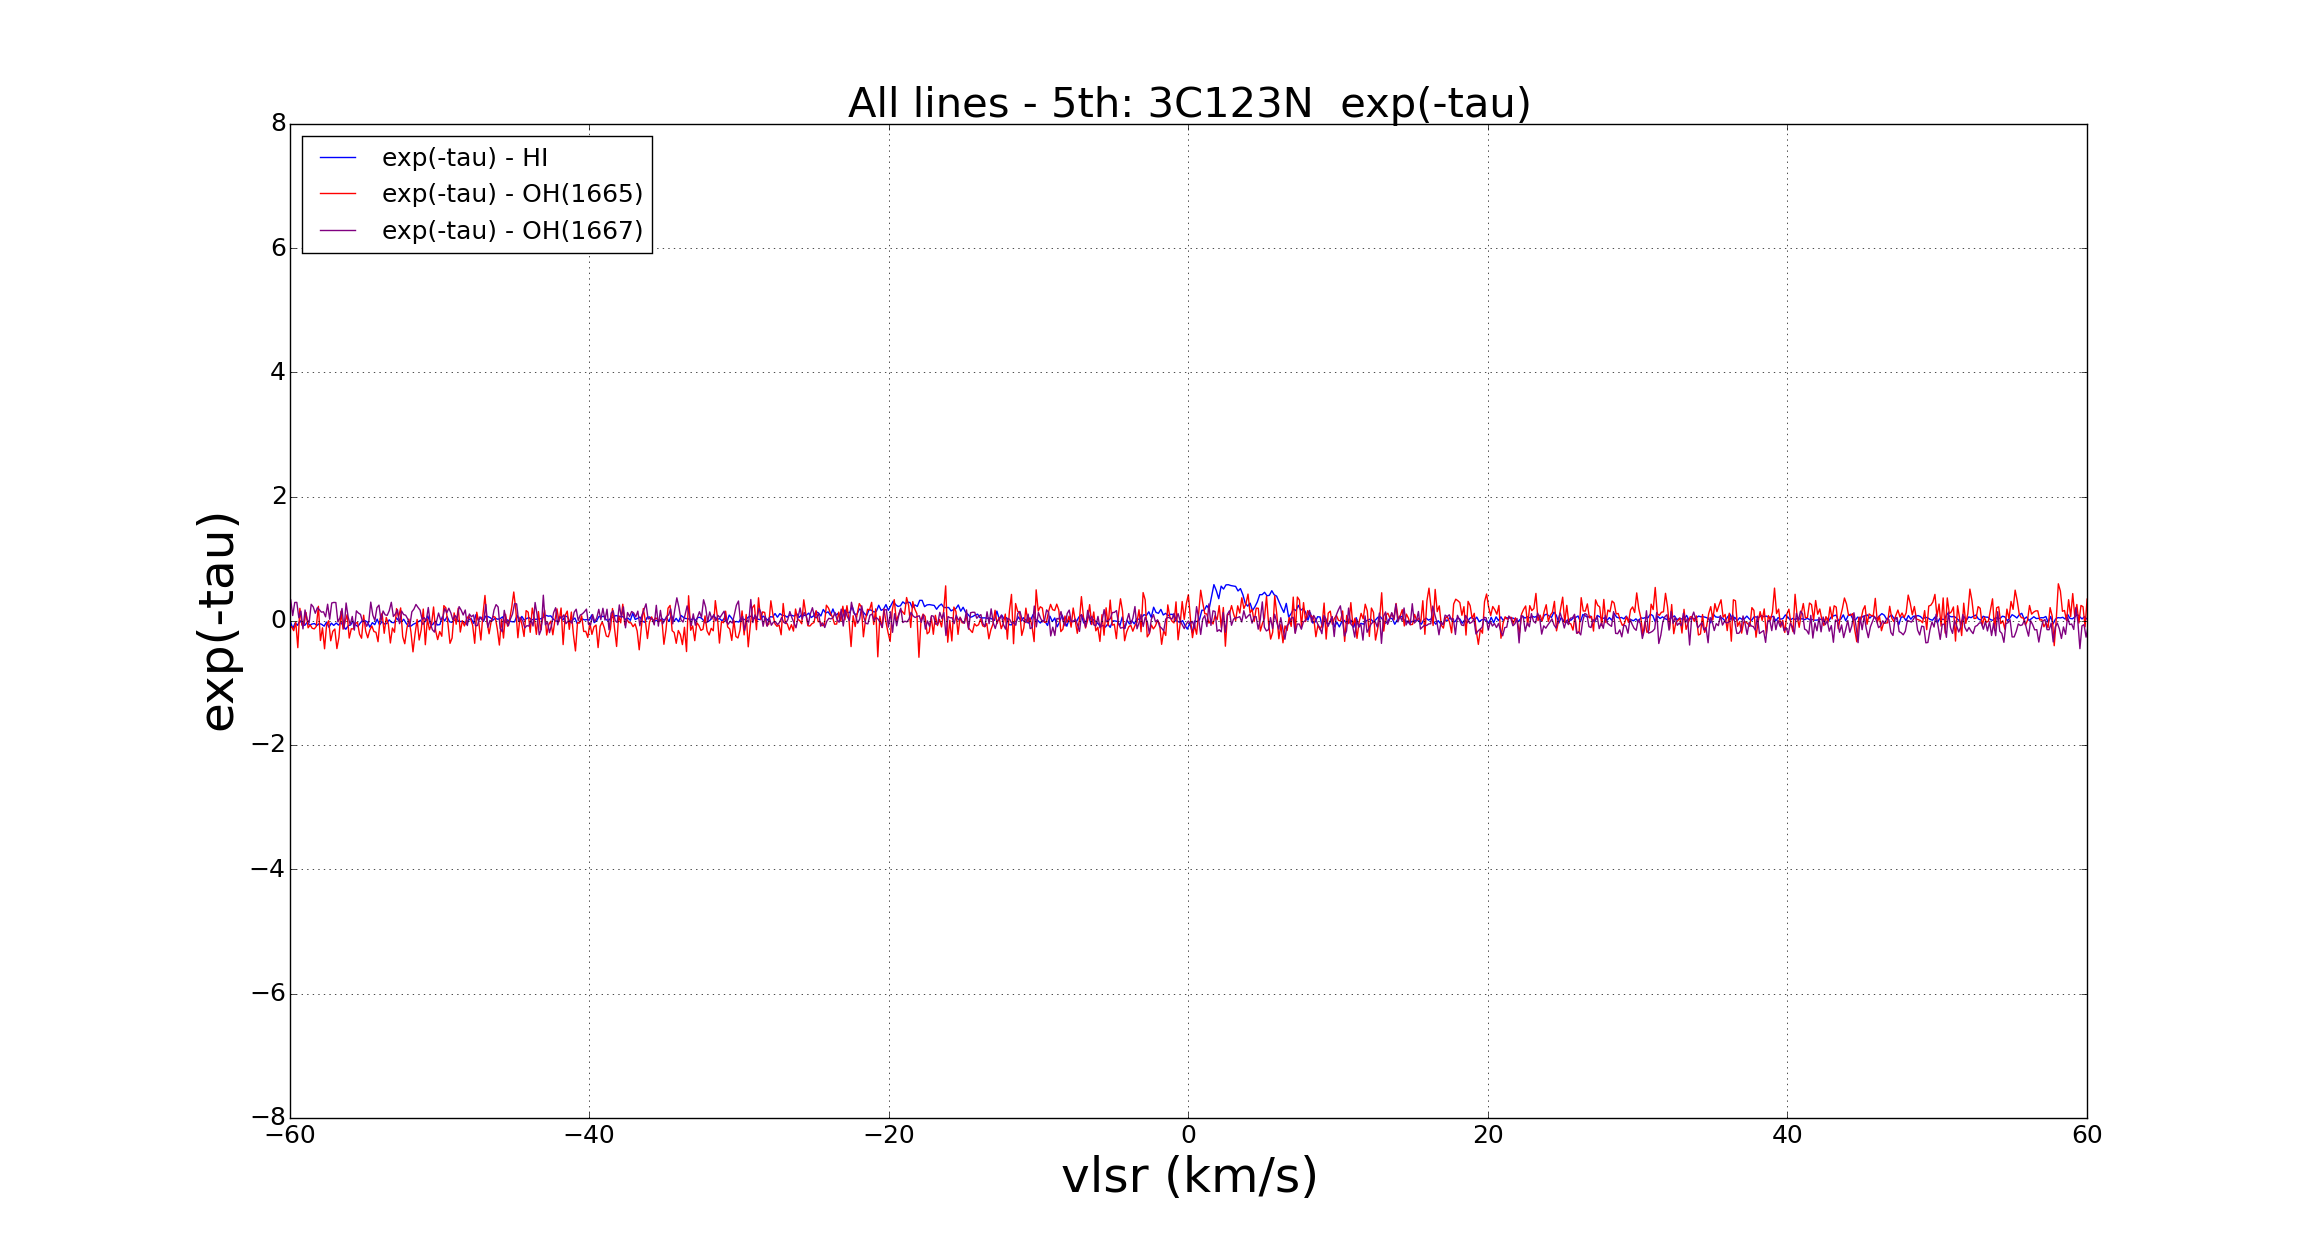 All lines - 5th: 3C123N  exp(-tau)
exp(-tau) - HI
exp(-tau) - OH(1665)
exp(-tau) - OH(1667)
8
6
4
2
0
−2
−4
−6
−8
exp(-tau)
−60
−40
−20
0
20
40
60
vlsr (km/s)